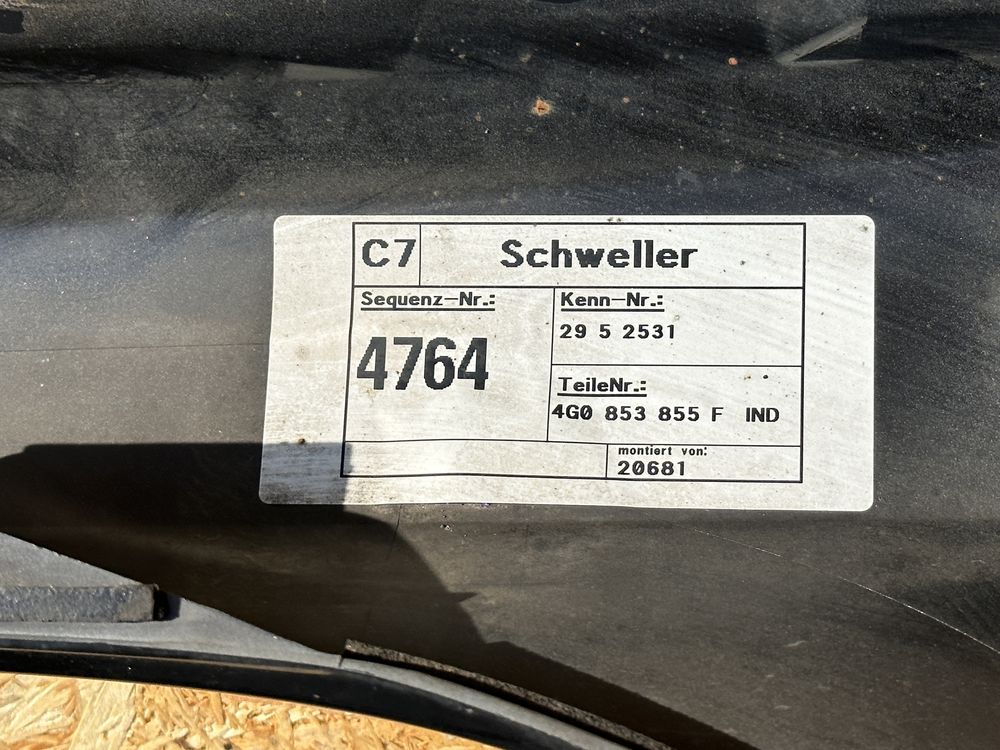 C7 Schweller
Sequenz-Nr.:
4764
Kenn-Nr.:
29 5 2531
TeileNr.:
4G0 853 855 F IND
montiert von:
20681